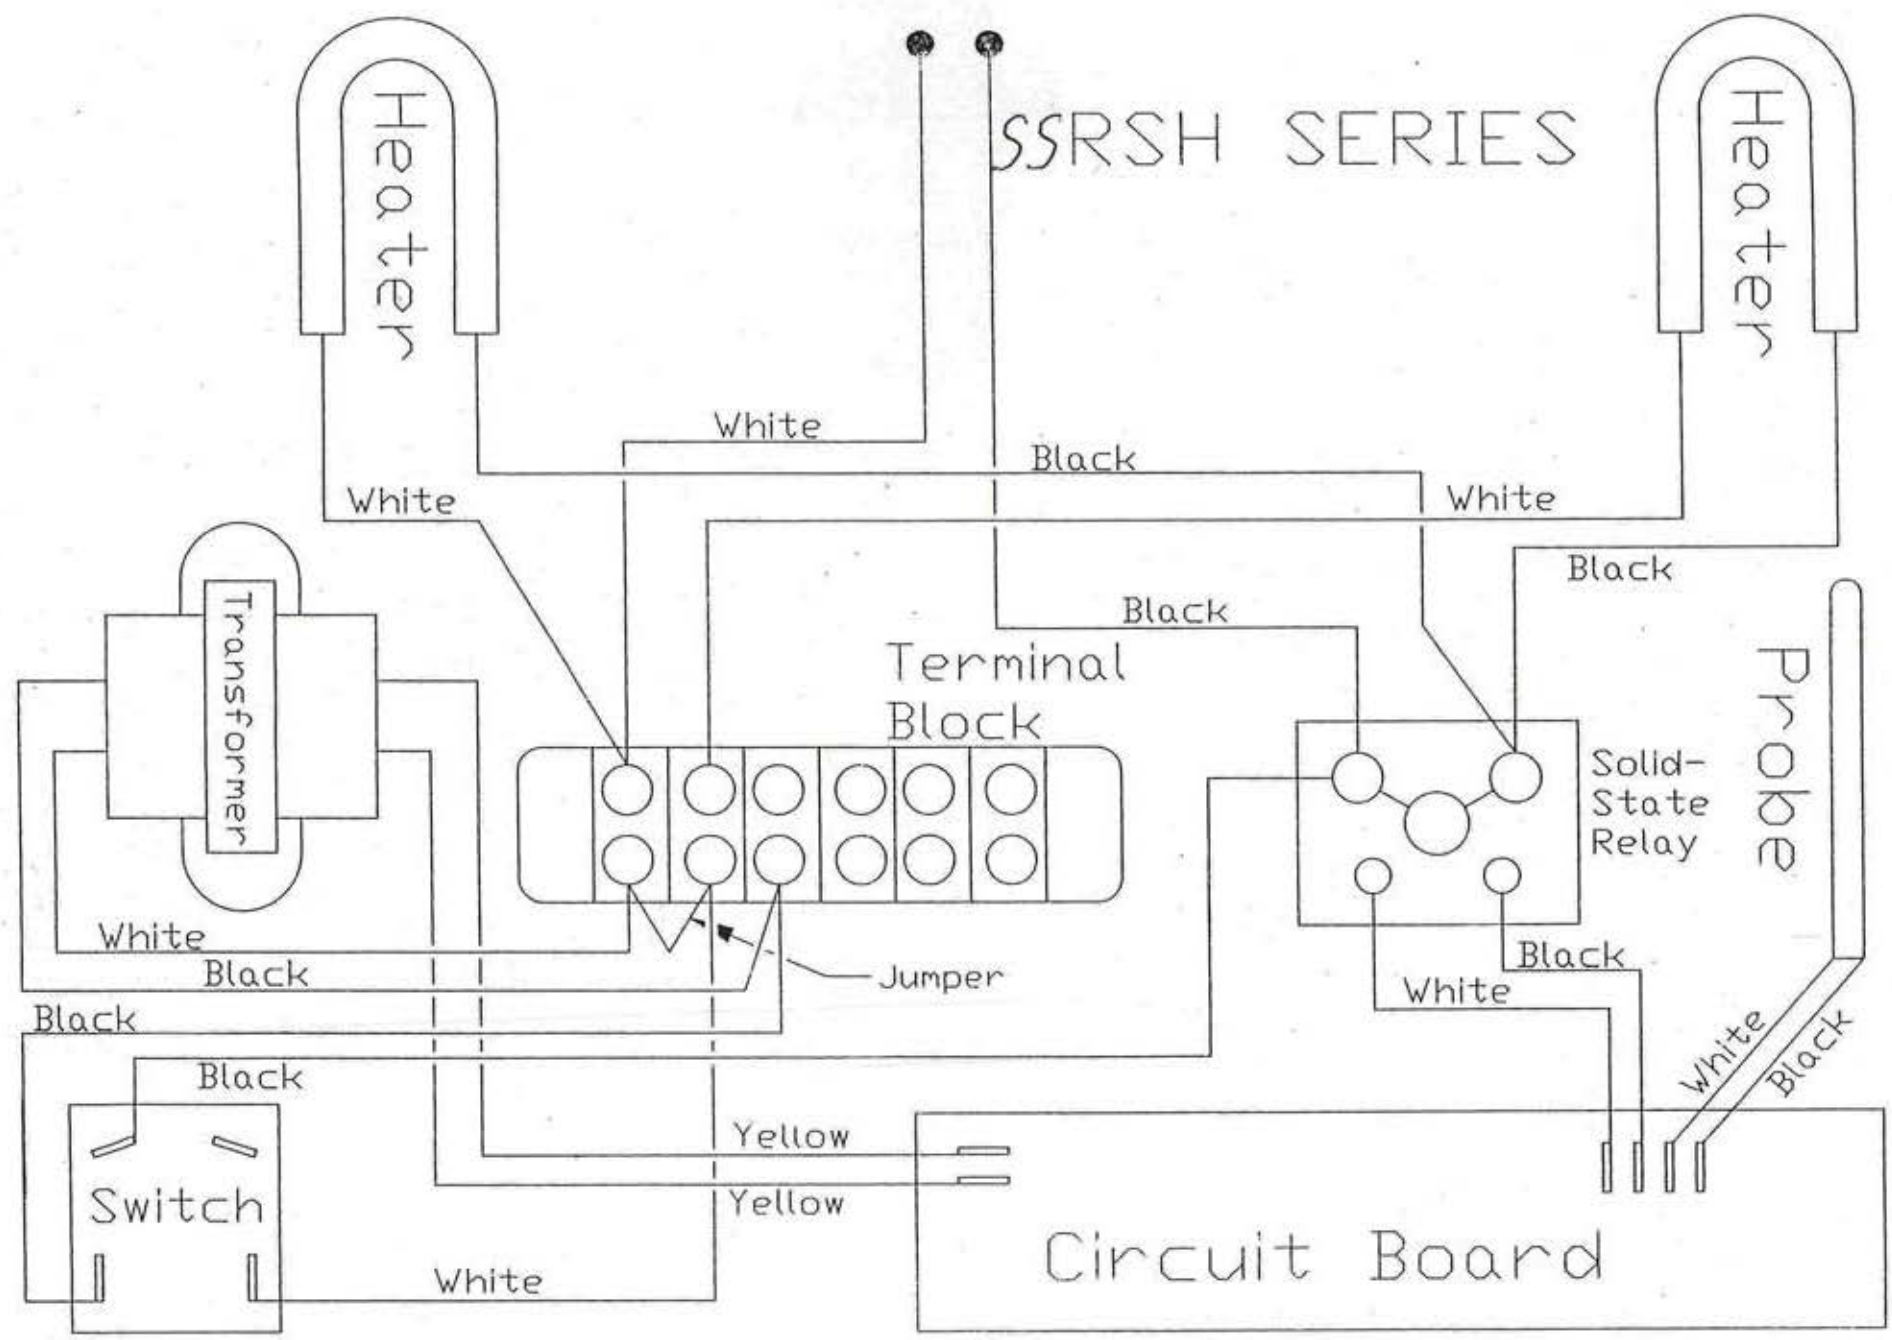 Heater
SSRSH SERIES
Heater
White
Black
White
White
Black
Black
Transformer
Terminal
Block
Solid-
State
Relay
Probe
White
Black
Jumper
Black
White
Black
White
Black
Black
Yellow
Yellow
Switch
White
Circuit Board